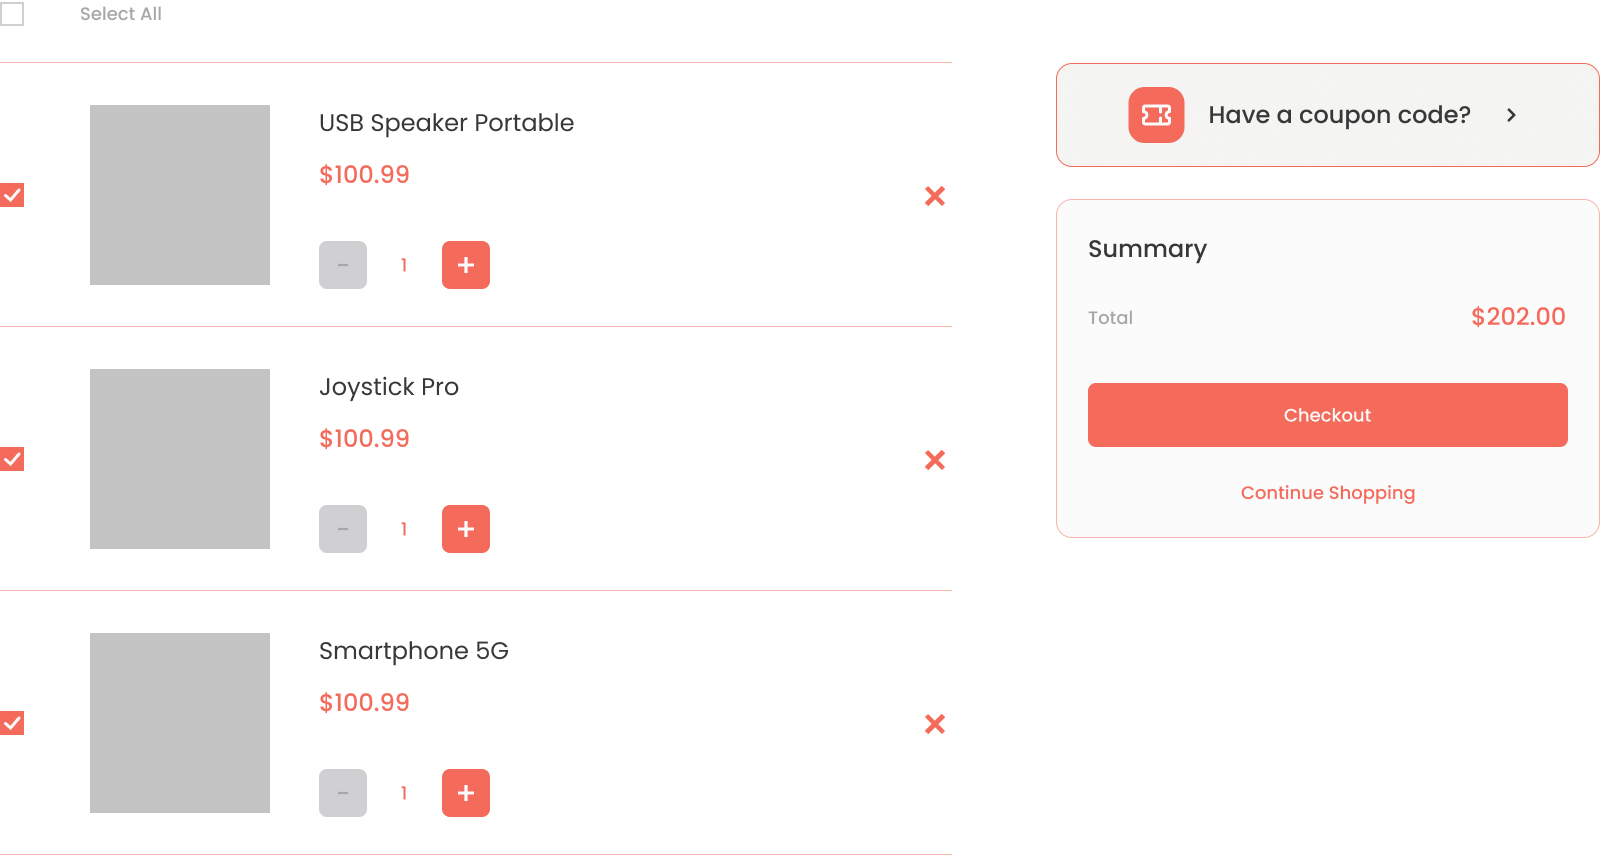 Select All
USB Speaker Portable
$100.99
- 1 +
Joystick Pro
$100.99
- 1 +
Smartphone 5G
$100.99
- 1 +
Have a coupon code?
Summary
Total $202.00
Checkout
Continue Shopping